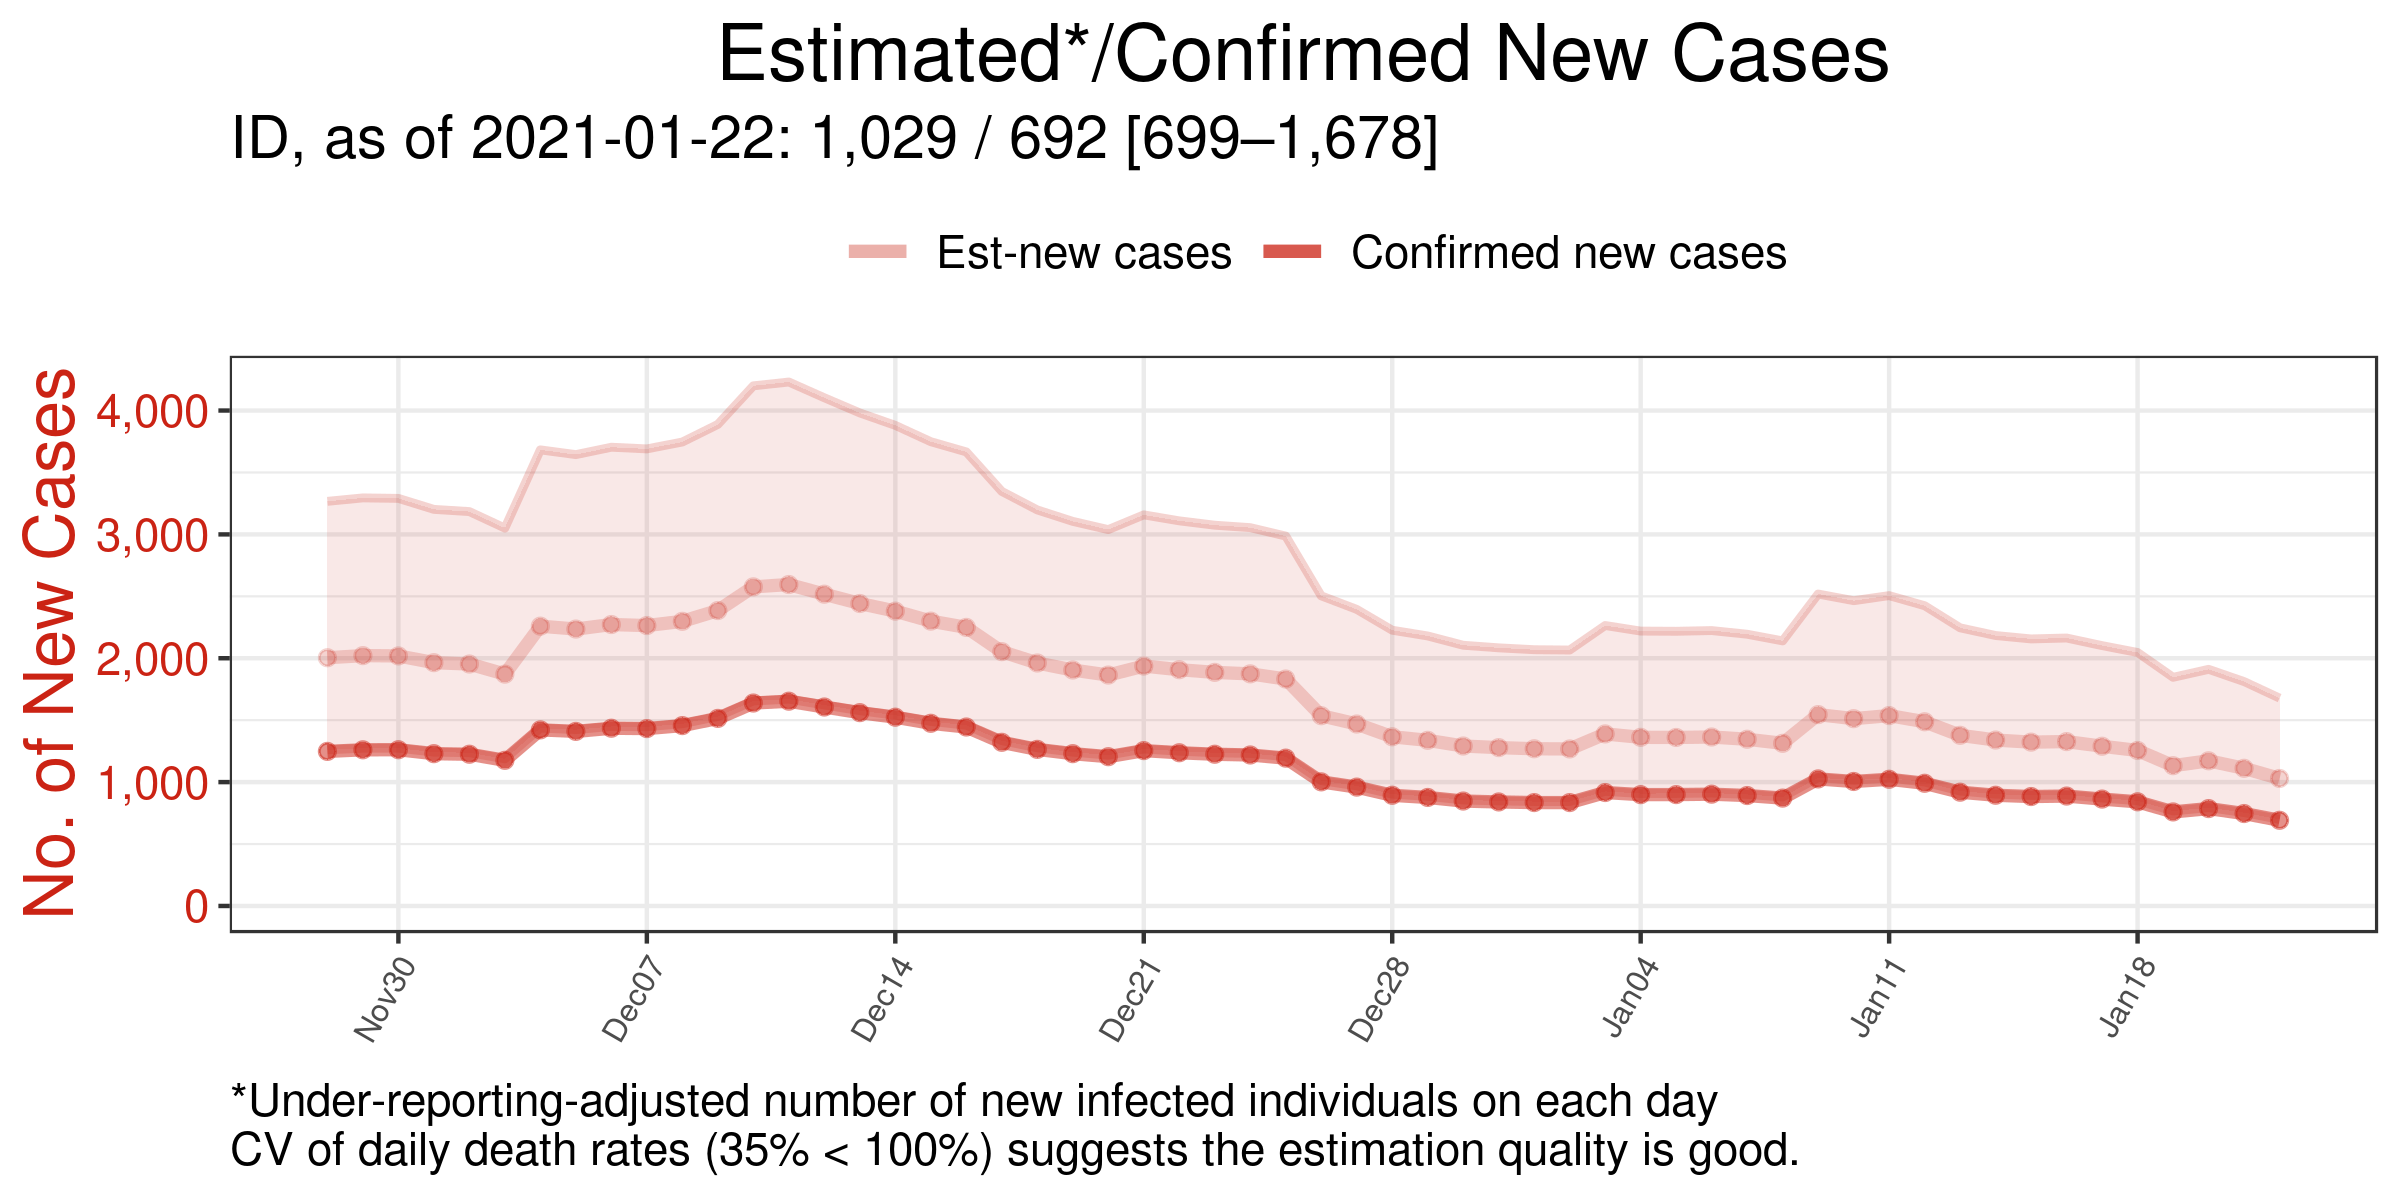 Estimated*/Confirmed New Cases
ID, as of 2021-01-22: 1,029 / 692 [699–1,678]
Est-new cases Confirmed new cases
No. of New Cases
4,000
3,000
2,000
1,000
0
Nov30 Dec07 Dec14 Dec21 Dec28 Jan04 Jan11 Jan18
*Under-reporting-adjusted number of new infected individuals on each day
CV of daily death rates (35% < 100%) suggests the estimation quality is good.